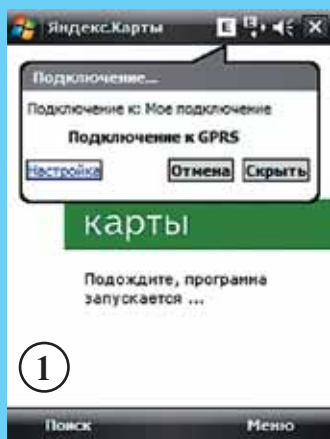 Яндекс.Карты
Подключение...
Подключение к: Мое подключение
Подключение к GPRS
Настройка Отмена Скрыть
карты
Подождите, программа
запускается ...
1
Поиск Меню